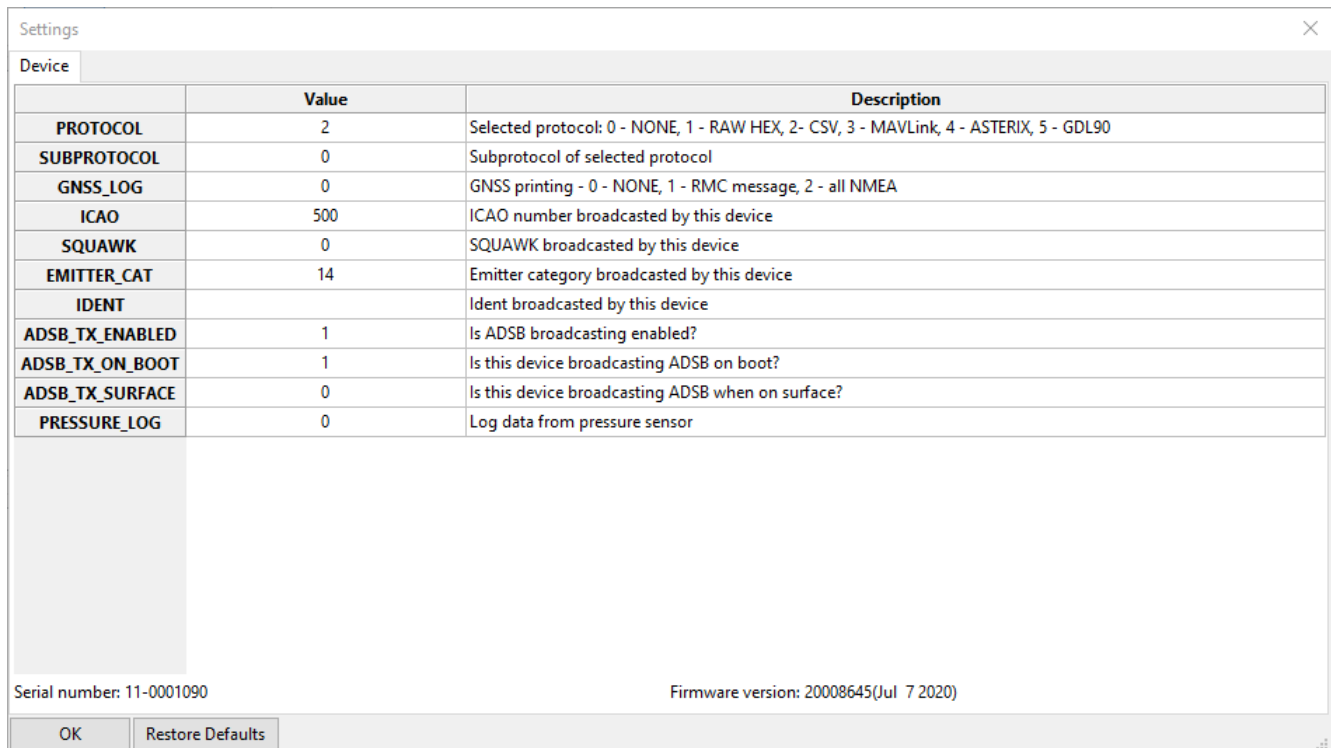 Settings
Device
Value Description
PROTOCOL 2 Selected protocol: 0 - NONE, 1 - RAW HEX, 2- CSV, 3 - MAVLink, 4 - ASTERIX, 5 - GDL90
SUBPROTOCOL 0 Subprotocol of selected protocol
GNSS_LOG 0 GNSS printing - 0 - NONE, 1 - RMC message, 2 - all NMEA
ICAO 500 ICAO number broadcasted by this device
SQUAWK 0 SQUAWK broadcasted by this device
EMITTER_CAT 14 Emitter category broadcasted by this device
IDENT Ident broadcasted by this device
ADSB_TX_ENABLED 1 Is ADSB broadcasting enabled?
ADSB_TX_ON_BOOT 1 Is this device broadcasting ADSB on boot?
ADSB_TX_SURFACE 0 Is this device broadcasting ADSB when on surface?
PRESSURE_LOG 0 Log data from pressure sensor
Serial number: 11-0001090 Firmware version: 20008645(Jul 7 2020)
OK Restore Defaults